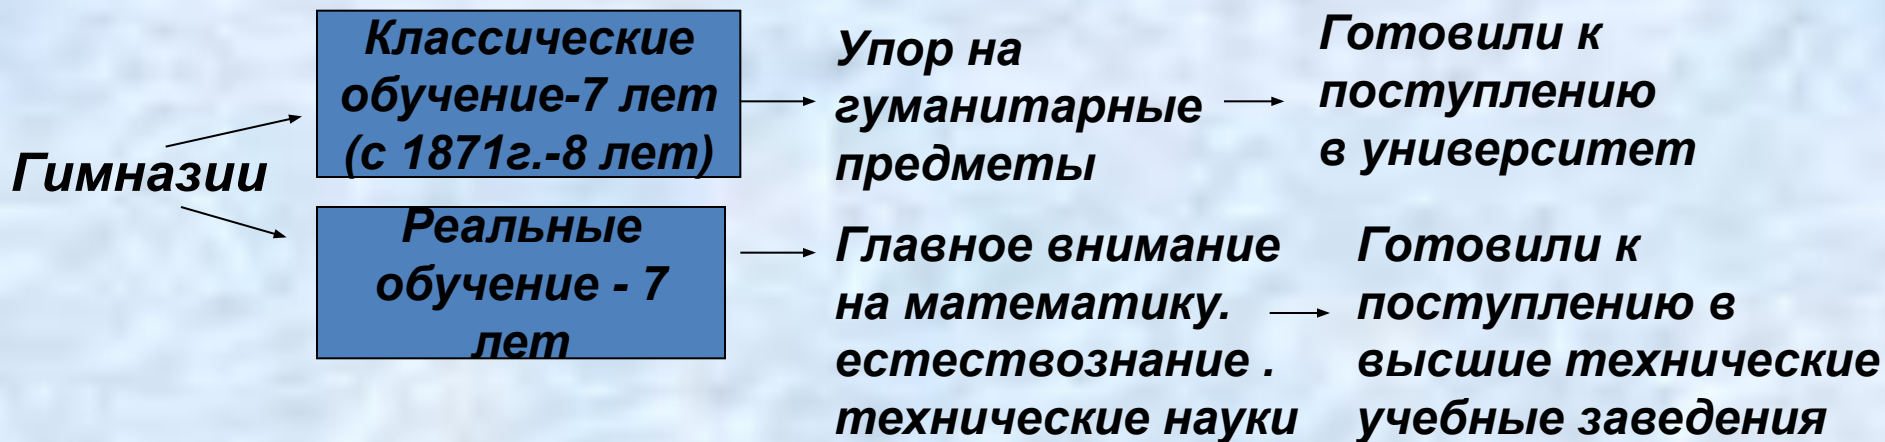 Гимназии
Классические
обучение-7 лет
(с 1871г.-8 лет)
Упор на
гуманитарные
предметы
Готовили к
поступлению
в университет
Реальные
обучение - 7
лет
Главное внимание
на математику.
естествознание .
технические науки
Готовили к
поступлению в
высшие технические
учебные заведения